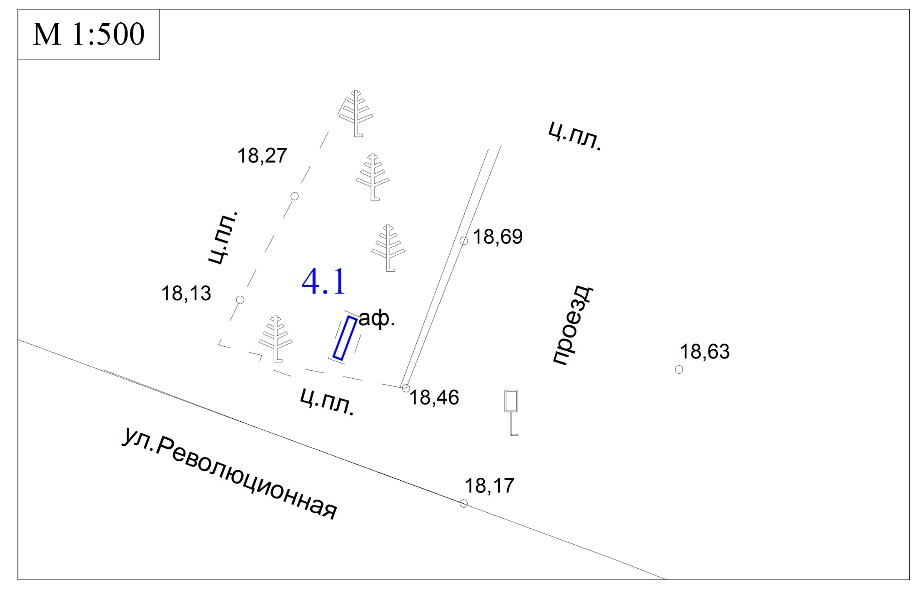 М 1:500
ц.пл.
18,27
ц.пл.
18,69
4.1
18,13
аф.
проезд
18,63
18,46
ц.пл.
ул.Революционная
18,17